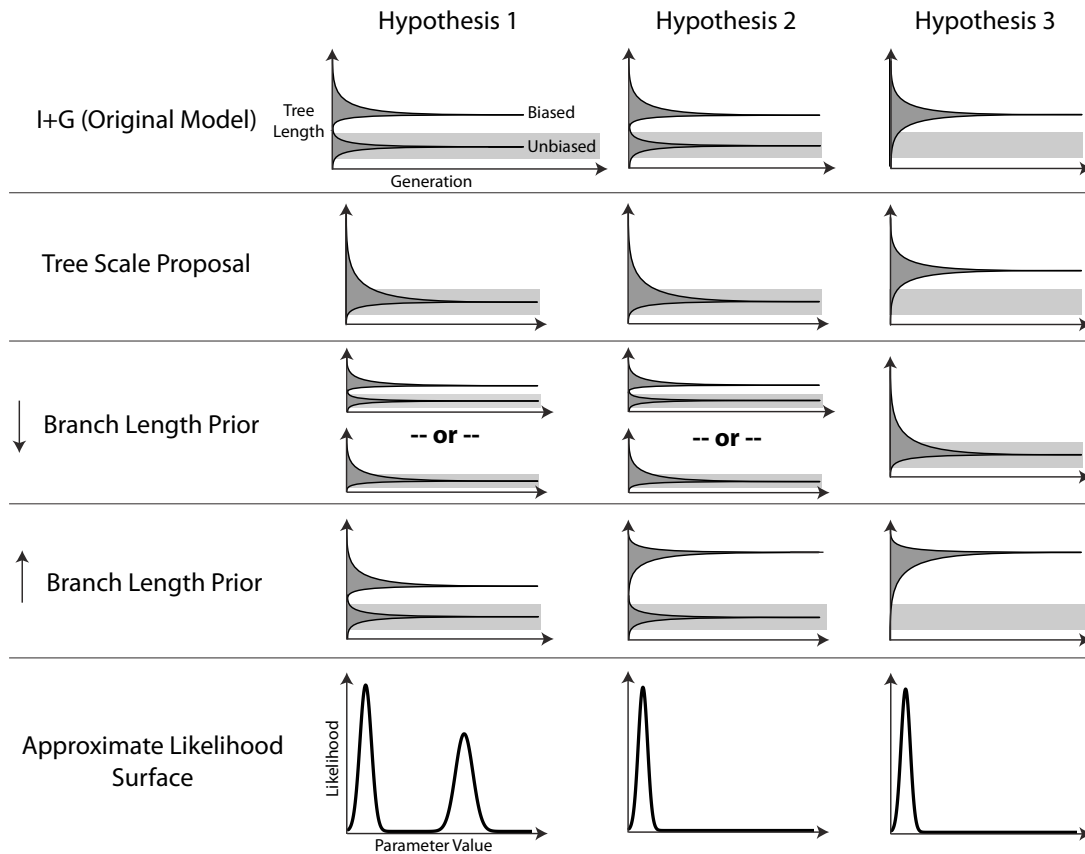 Hypothesis 1
Hypothesis 2
Hypothesis 3
I+G (Original Model)
Tree
Length
Biased
Unbiased
Generation
Tree Scale Proposal
Branch Length Prior
-- or --
-- or --
Branch Length Prior
Approximate Likelihood
Surface
Likelihood
Parameter Value